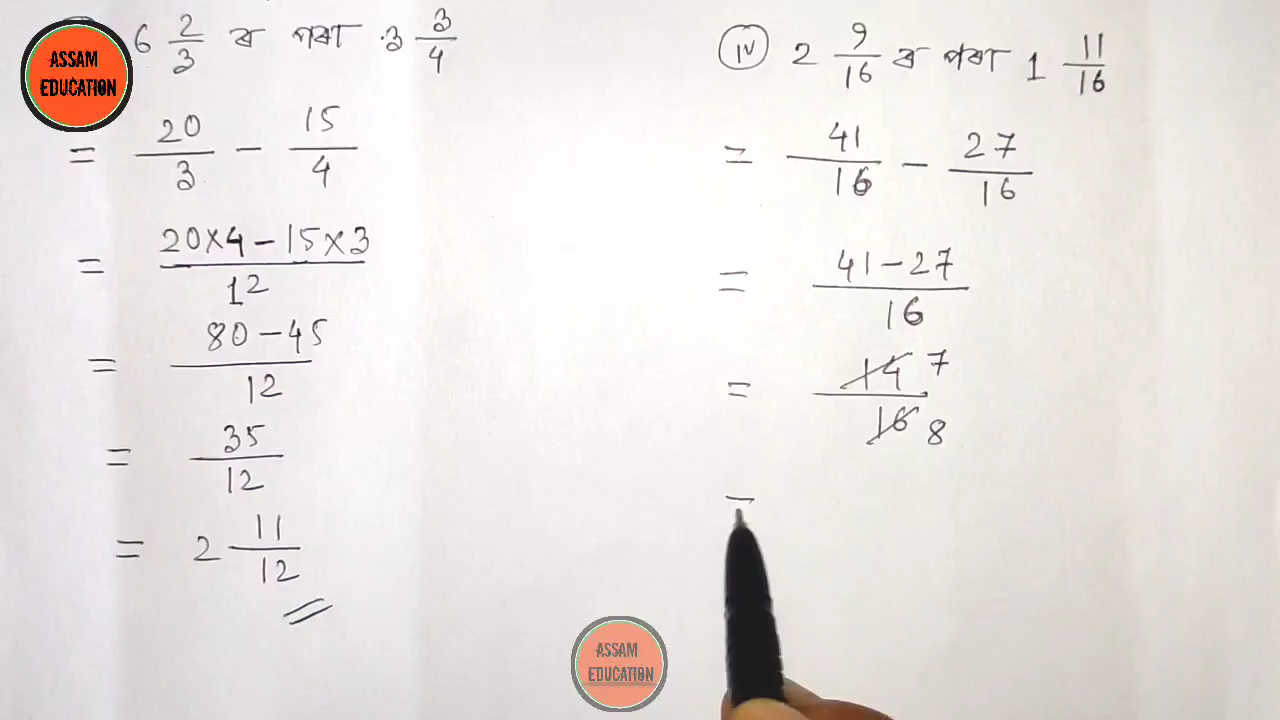 ASSAM
EDUCATION
6 2/3 ৰ পৰা 3 3/4
= 20/3 - 15/4
= 20×4-15×3/12
= 80-45/12
= 35/12
= 2 11/12
iv 2 9/16 ৰ পৰা 1 11/16
= 41/16 - 27/16
= 41-27/16
= 14 7/16 8
ASSAM
EDUCATION